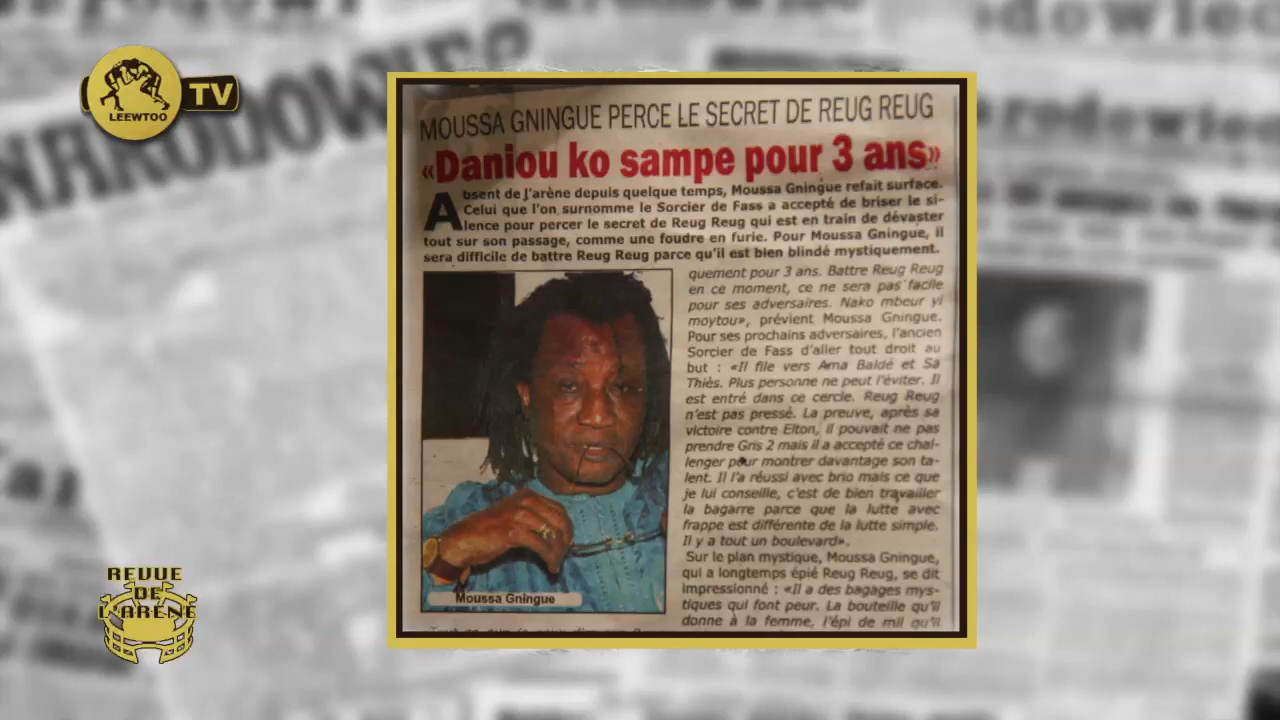 LEEWTOO
TV
MOUSSA GNINGUE PERCE LE SECRET DE REUG REUG
«Daniou ko sampe pour 3 ans»
Absent de l'arène depuis quelque temps, Moussa Gningue refait surface.
Celui que l'on surnomme le Sorcier de Fass a accepté de briser le si-
lence pour percer le secret de Reug Reug qui est en train de dévaster
tout sur son passage, comme une foudre en furie. Pour Moussa Gningue, il
sera difficile de battre Reug Reug parce qu'il est bien blindé mystiquement.
quement pour 3 ans. Battre Reug Reug
en ce moment, ce ne sera pas facile
pour ses adversaires. Nako mbeur yi
moytou», prévient Moussa Gningue.
Pour ses prochains adversaires, l'ancien
Sorcier de Fass d'aller tout droit au
but : «Il file vers Ama Baldé et Sa
Thiès. Plus personne ne peut l'éviter. Il
est entré dans ce cercle. Reug Reug
n'est pas pressé. La preuve, après sa
victoire contre Elton, il pouvait ne pas
prendre Gris 2 mais il a accepté ce chal-
lenger pour montrer davantage son ta-
lent. Il l'a réussi avec brio mais ce que
je lui conseille, c'est de bien travailler
la bagarre parce que la lutte avec
frappe est différente de la lutte simple.
Il y a tout un boulevard».
Sur le plan mystique, Moussa Gningue,
qui a longtemps épié Reug Reug, se dit
impressionné : «Il a des bagages mys-
tiques qui font peur. La bouteille qu'il
donne à la femme, l'épi de mil qu'il
Moussa Gningue
REVUE
DE
L'ARÈNE
NARODOWIEC